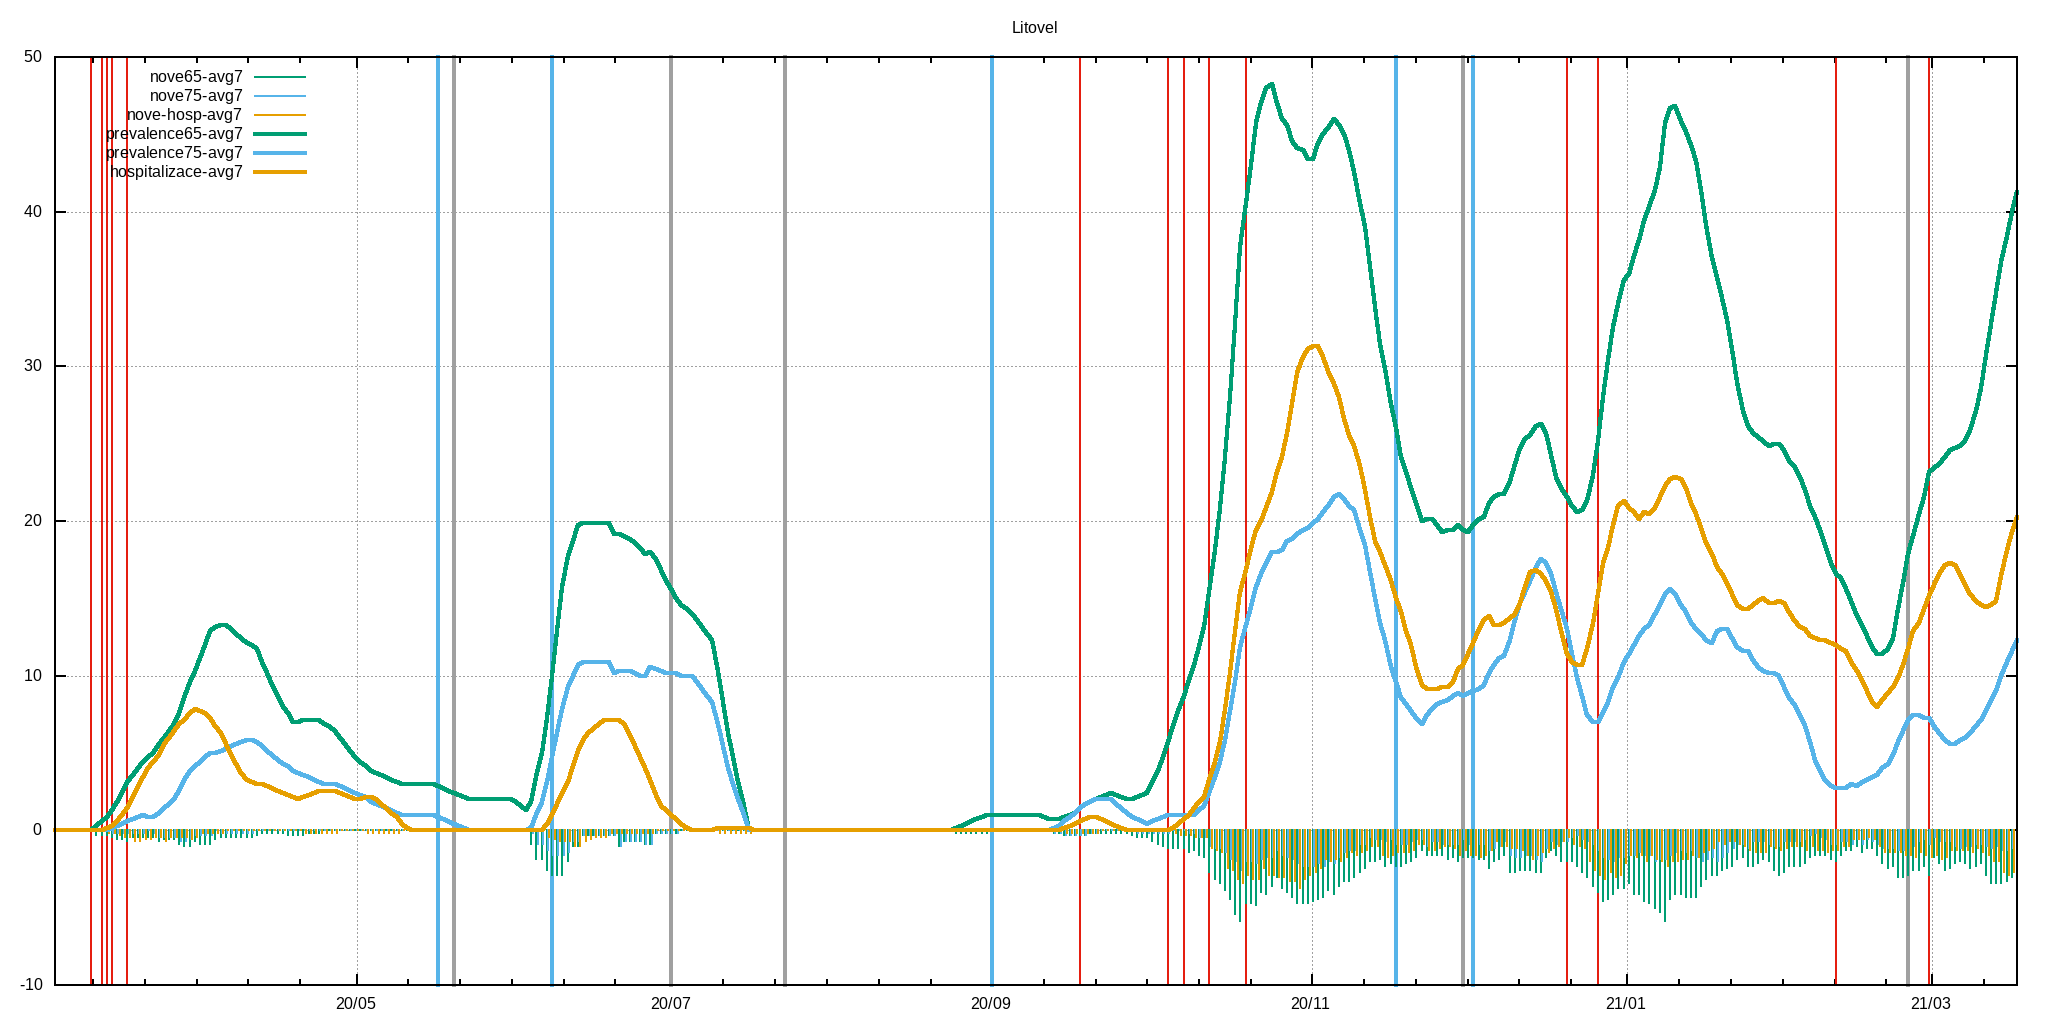 Litovel
50
nove65-avg7
nove75-avg7
nove-hosp-avg7
prevalence65-avg7
prevalence75-avg7
hospitalizace-avg7
40
30
20
10
0
-10
20/05 20/07 20/09 20/11 21/01 21/03